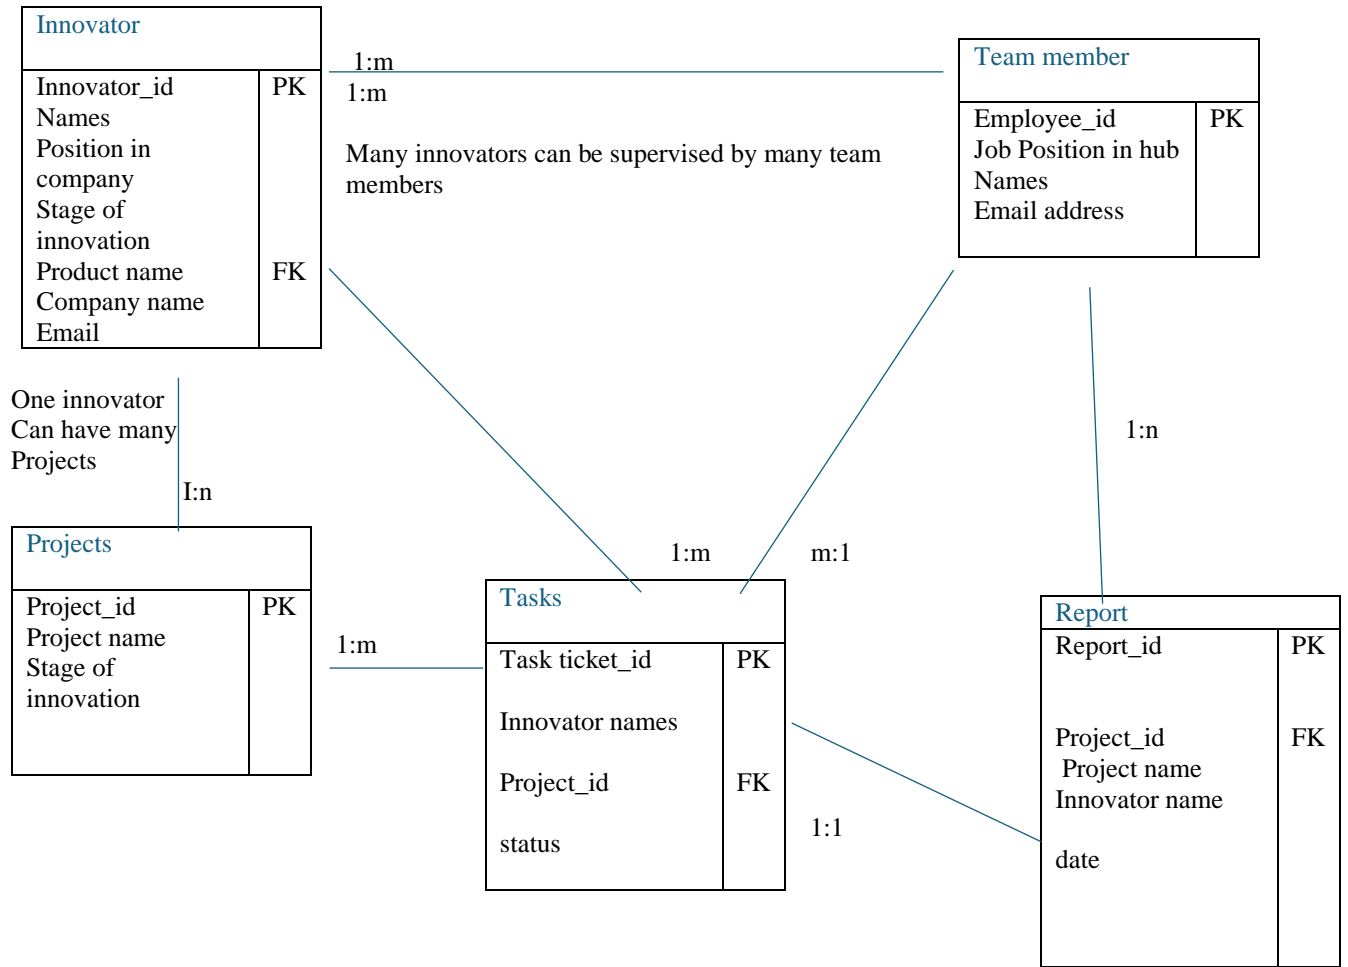 Innovator
Innovator_id PK
Names
Position in
company
Stage of
innovation
Product name FK
Company name
Email
1:m
1:m
Many innovators can be supervised by many team
members
Team member
Employee_id PK
Job Position in hub
Names
Email address
One innovator
Can have many
Projects
I:n
1:n
Projects
Project_id PK
Project name
Stage of
innovation
1:m
1:m
m:1
Tasks
Task ticket_id PK
Innovator names
Project_id FK
status
1:1
Report
Report_id PK
Project_id FK
Project name
Innovator name
date